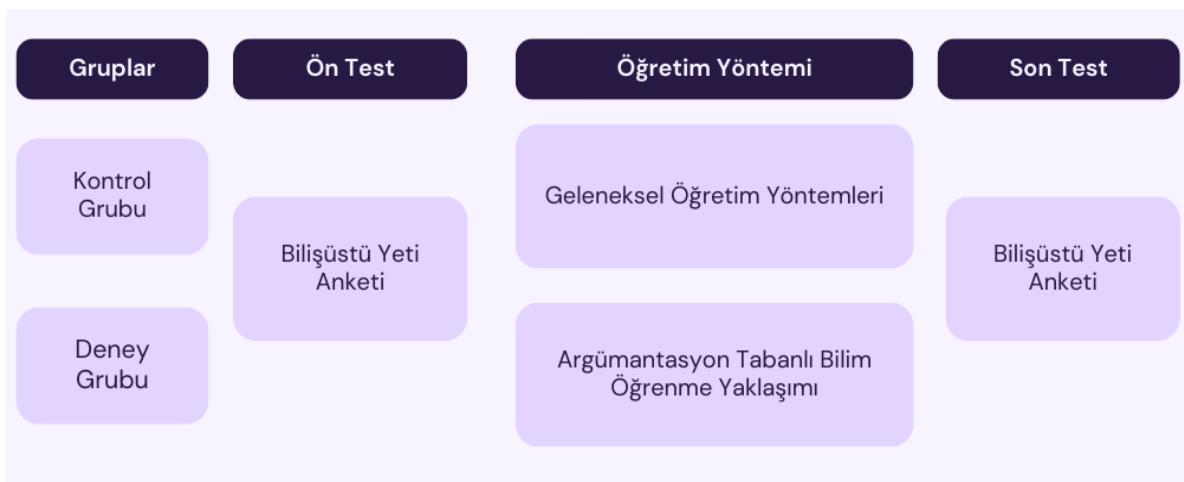 Gruplar
Ön Test
Öğretim Yöntemi
Son Test
Kontrol
Grubu
Bilişüstü Yeti
Anketi
Geleneksel Öğretim Yöntemleri
Bilişüstü Yeti
Anketi
Deney
Grubu
Argümantasyon Tabanlı Bilim
Öğrenme Yaklaşımı